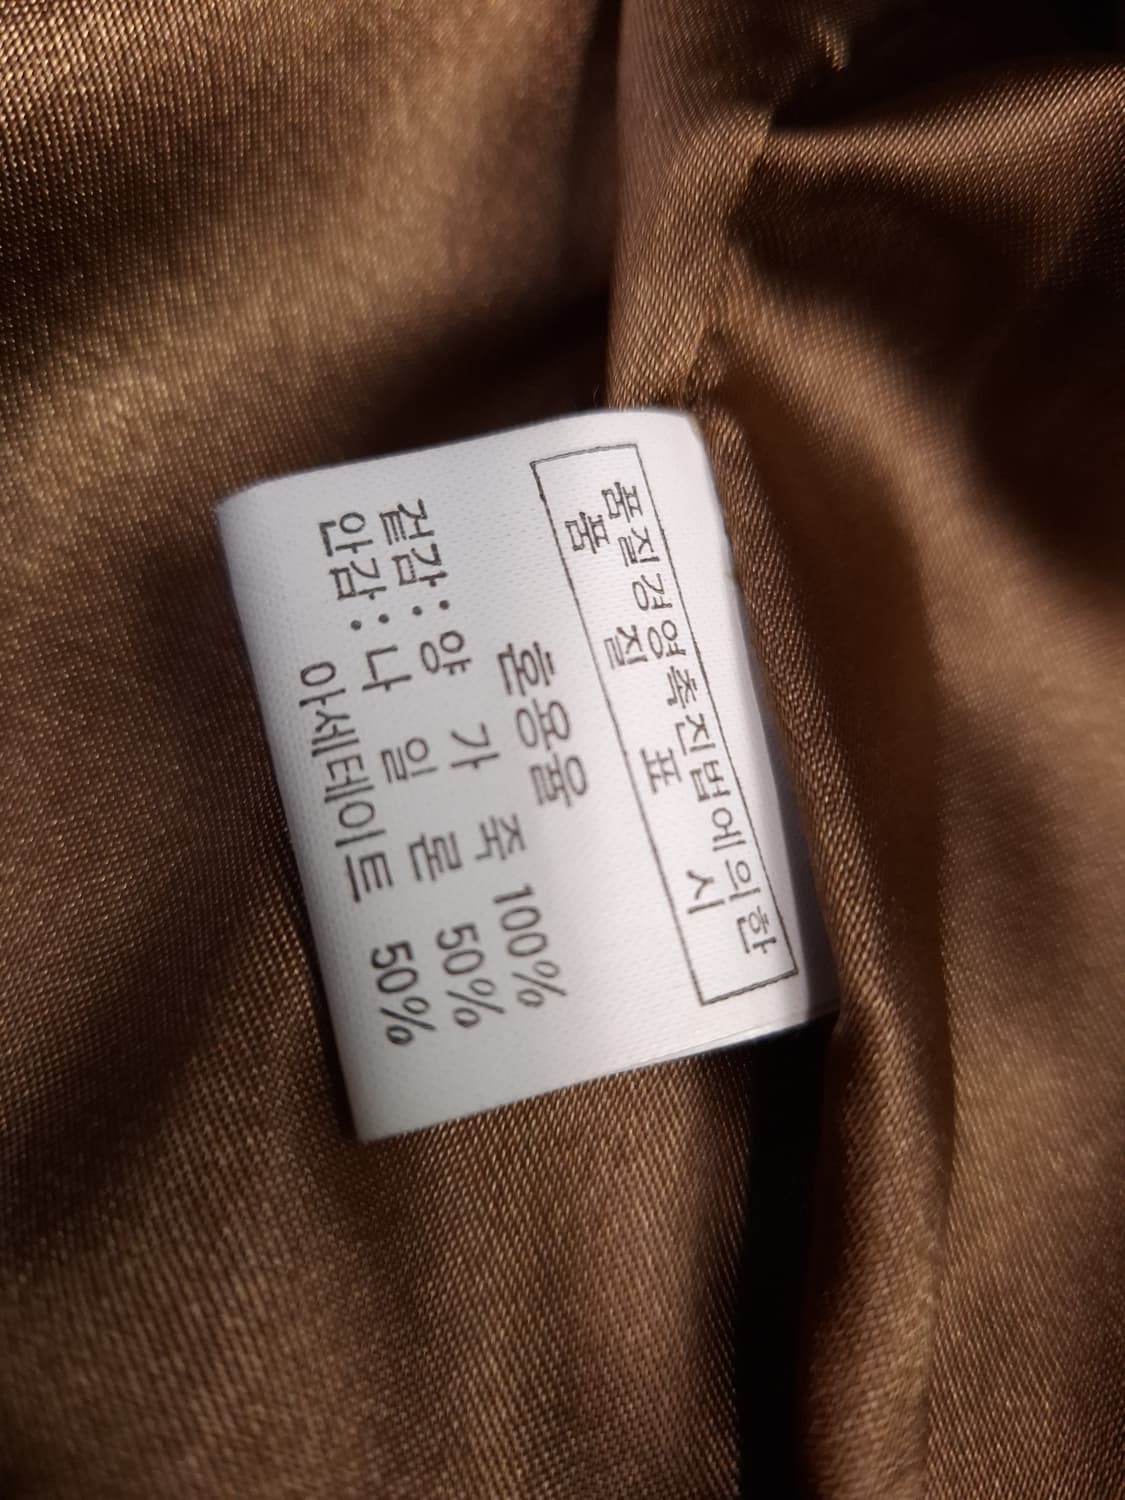 품질경영촉진법에의한
품 질 표 시
혼용율
겉감: 양 가 죽 100%
안감: 나 일 론 50%
아세테이트 50%